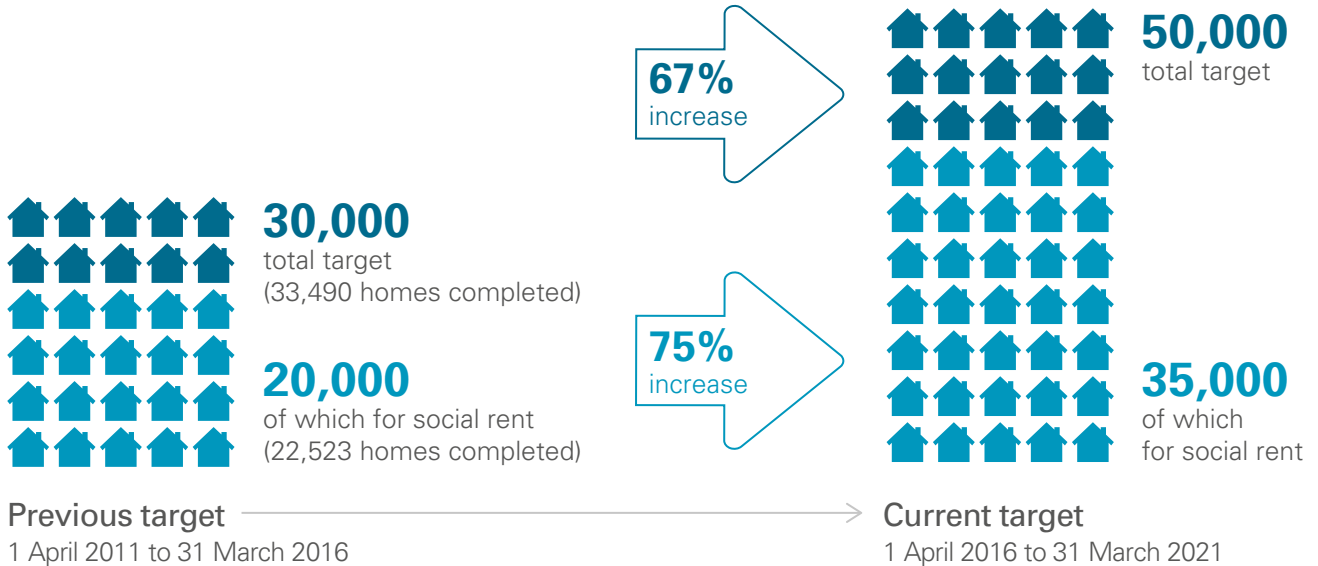 67%
increase
50,000
total target
30,000
total target
(33,490 homes completed)
75%
increase
20,000
of which for social rent
(22,523 homes completed)
35,000
of which
for social rent
Previous target
1 April 2011 to 31 March 2016
Current target
1 April 2016 to 31 March 2021